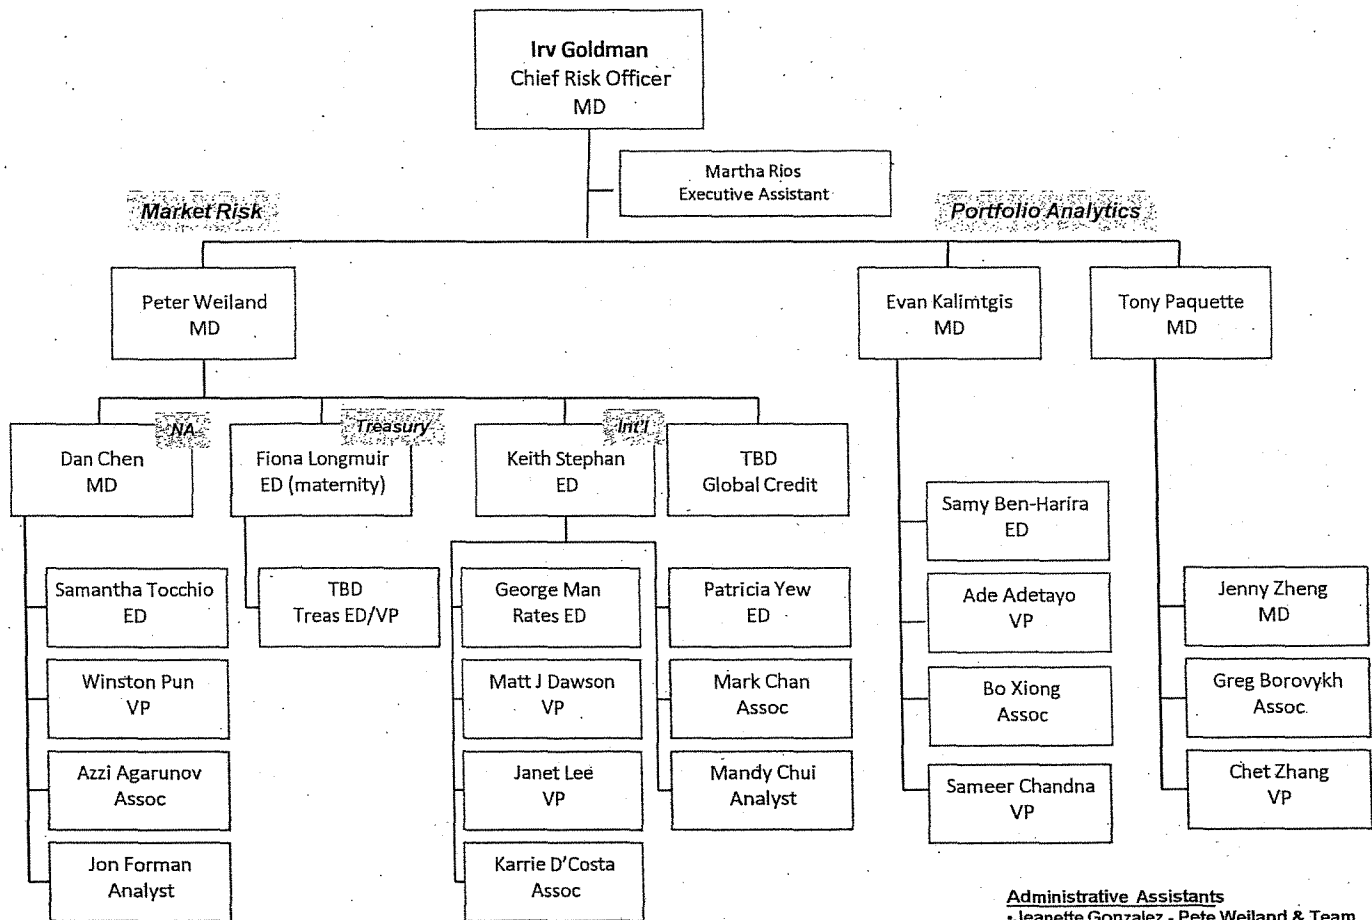 Irv Goldman
Chief Risk Officer
MD
Martha Rios
Executive Assistant
Market Risk
Portfolio Analytics
Peter Weiland
MD
Evan Kalimtgis
MD
Tony Paquette
MD
NA
Dan Chen
MD
Treasury
Fiona Longmuir
ED (maternity)
Int'l
Keith Stephan
ED
TBD
Global Credit
Samantha Tocchio
ED
Winston Pun
VP
Azzi Agarunov
Assoc
Jon Forman
Analyst
TBD
Treas ED/VP
George Man
Rates ED
Matt J Dawson
VP
Janet Lee
VP
Karrie D'Costa
Assoc
Patricia Yew
ED
Mark Chan
Assoc
Mandy Chui
Analyst
Samy Ben-Harira
ED
Ade Adetayo
VP
Bo Xiong
Assoc
Sameer Chandna
VP
Jenny Zheng
MD
Greg Borovykh
Assoc
Chet Zhang
VP
Administrative Assistants
•Jeanette Gonzalez - Pete Weiland & Team